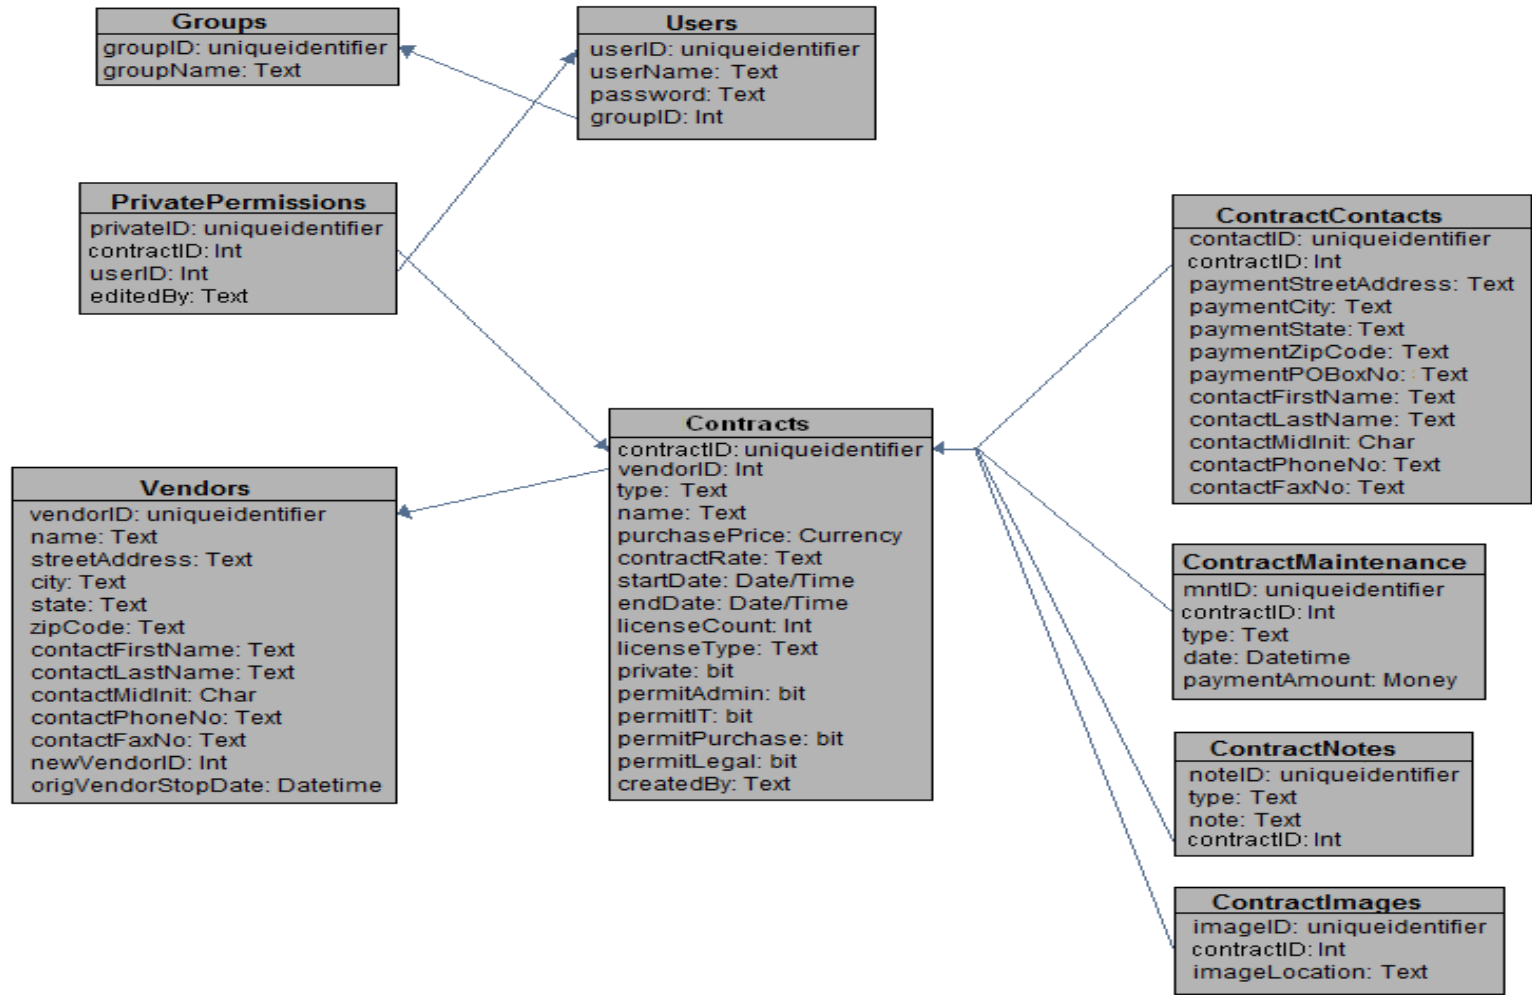 Groups
groupID: uniqueidentifier
groupName: Text
Users
userID: uniqueidentifier
userName: Text
password: Text
groupID: Int
PrivatePermissions
privateID: uniqueidentifier
contractID: Int
userID: Int
editedBy: Text
ContractContacts
contactID: uniqueidentifier
contractID: Int
paymentStreetAddress: Text
paymentCity: Text
paymentState: Text
paymentZipCode: Text
paymentPOBoxNo: Text
contactFirstName: Text
contactLastName: Text
contactMidInit: Char
contactPhoneNo: Text
contactFaxNo: Text
Contracts
contractID: uniqueidentifier
vendorID: Int
type: Text
name: Text
purchasePrice: Currency
contractRate: Text
startDate: Date/Time
endDate: Date/Time
licenseCount: Int
licenseType: Text
private: bit
permitAdmin: bit
permitIT: bit
permitPurchase: bit
permitLegal: bit
createdBy: Text
Vendors
vendorID: uniqueidentifier
name: Text
streetAddress: Text
city: Text
state: Text
zipCode: Text
contactFirstName: Text
contactLastName: Text
contactMidInit: Char
contactPhoneNo: Text
contactFaxNo: Text
newVendorID: Int
origVendorStopDate: Datetime
ContractMaintenance
mntID: uniqueidentifier
contractID: Int
type: Text
date: Datetime
paymentAmount: Money
ContractNotes
noteID: uniqueidentifier
type: Text
note: Text
contractID: Int
ContractImages
imageID: uniqueidentifier
contractID: Int
imageLocation: Text